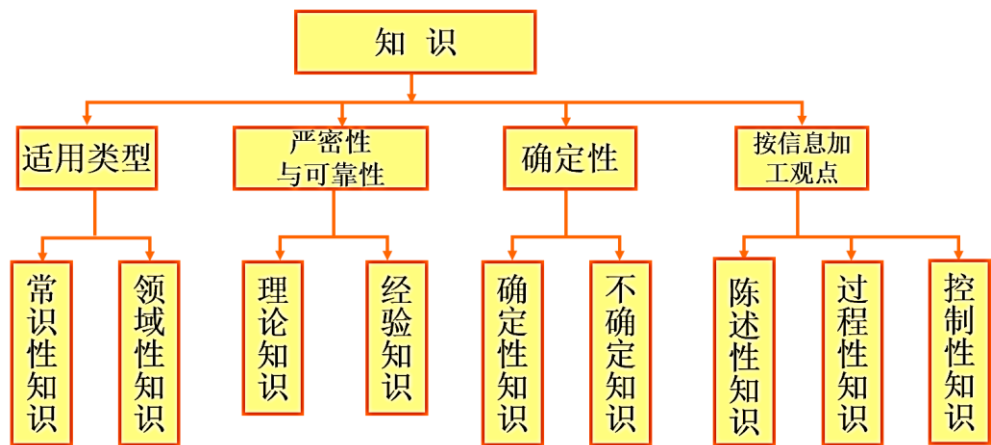 知 识
适用类型
严密性
与可靠性
确定性
按信息加
工观点
常识性知识
领域性知识
理论知识
经验知识
确定性知识
不确定知识
陈述性知识
过程性知识
控制性知识